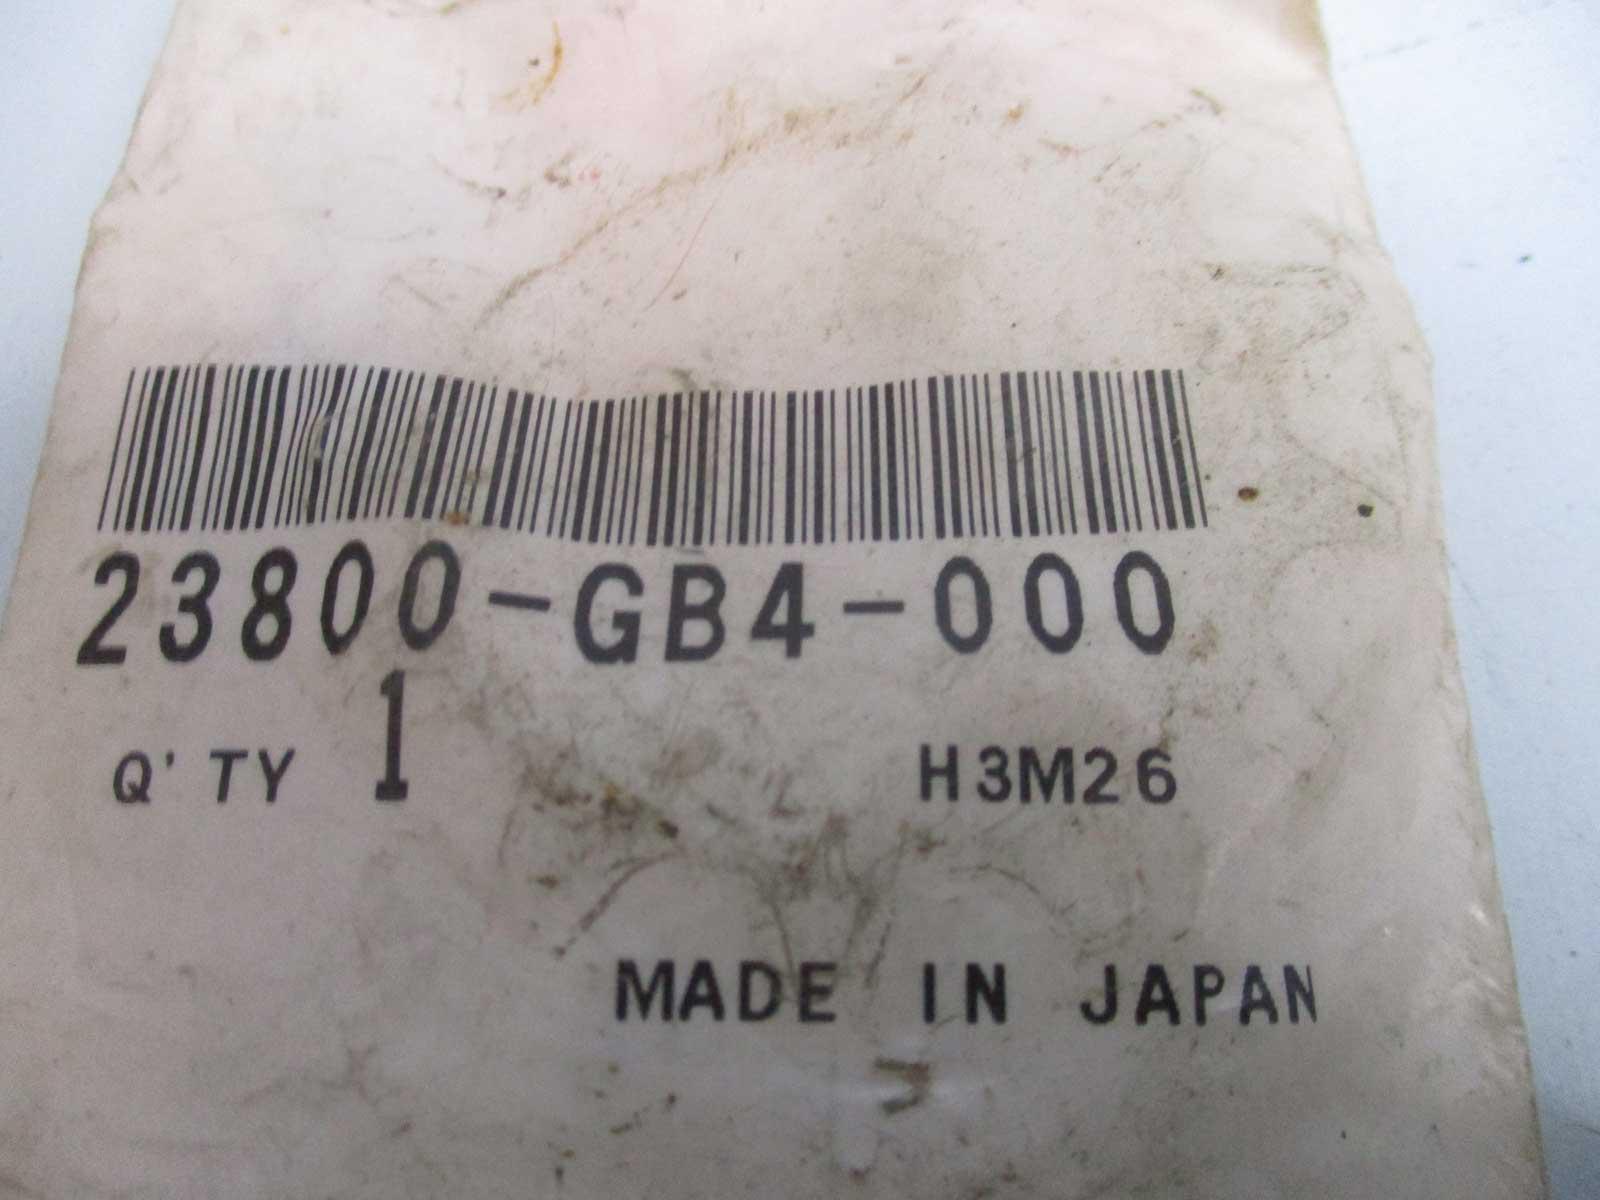 23800-GB4-000
Q'TY 1 H3M26
MADE IN JAPAN